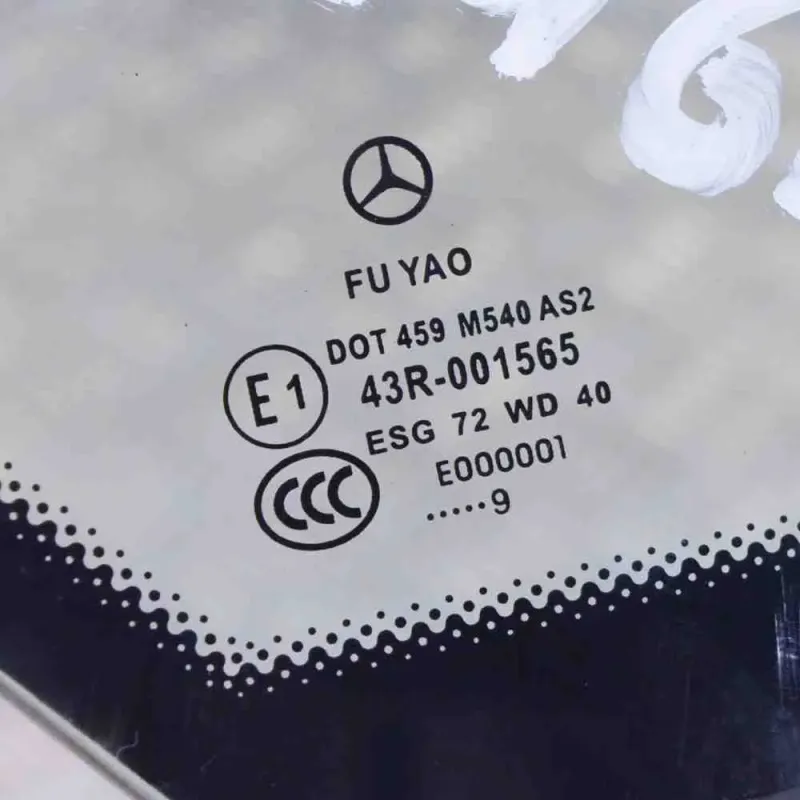 FU YAO
DOT 459 M540 AS2
E1 43R-001565
ESG 72 WD 40
CCC E000001
.....9